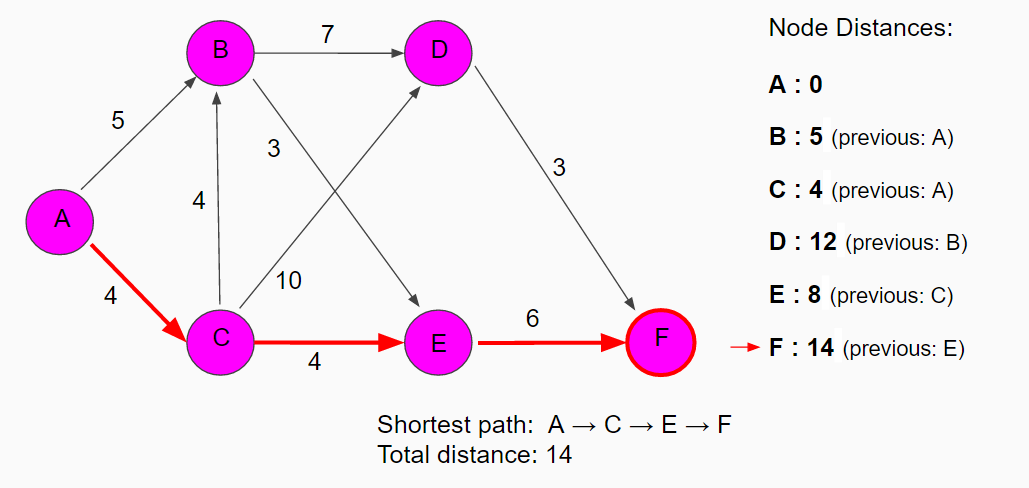 B
7
D
5
3
3
4
A
10
4
C
4
E
6
F
Node Distances:
A : 0
B : 5 (previous: A)
C : 4 (previous: A)
D : 12 (previous: B)
E : 8 (previous: C)
→ F : 14 (previous: E)
Shortest path:  A → C → E → F
Total distance: 14